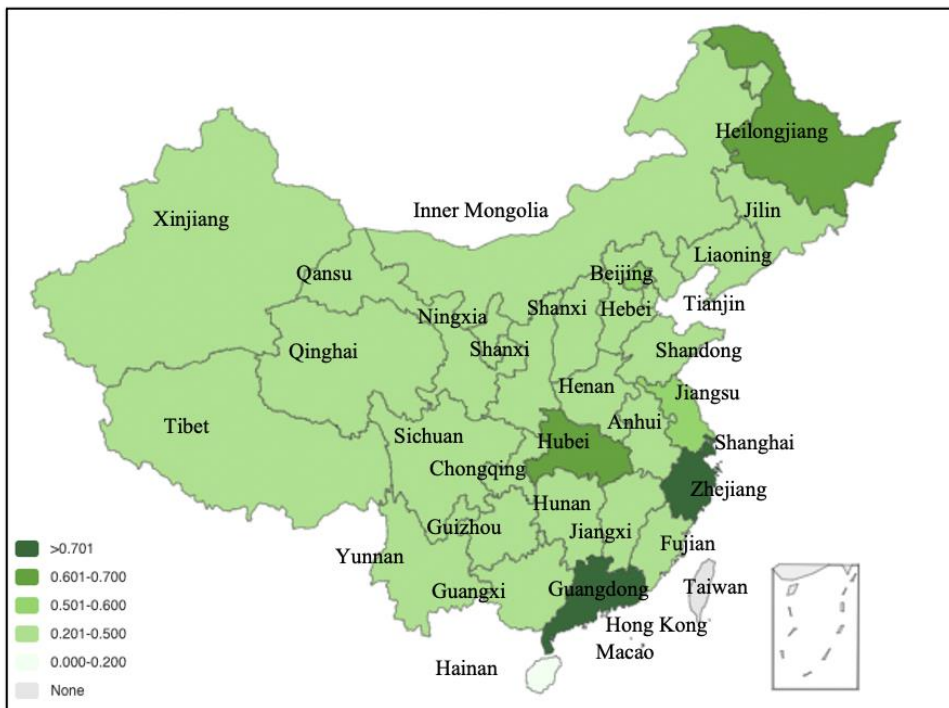 Heilongjiang
Jilin
Xinjiang
Inner Mongolia
Liaoning
Qansu
Beijing
Tianjin
Ningxia
Shanxi
Hebei
Qinghai
Shanxi
Shandong
Henan
Jiangsu
Tibet
Sichuan
Anhui
Hubei
Shanghai
Chongqing
Zhejiang
Hunan
Guizhou
Jiangxi
Fujian
Yunnan
Guangxi
Guangdong
Taiwan
Hong Kong
Macao
Hainan
>0.701
0.601-0.700
0.501-0.600
0.201-0.500
0.000-0.200
None